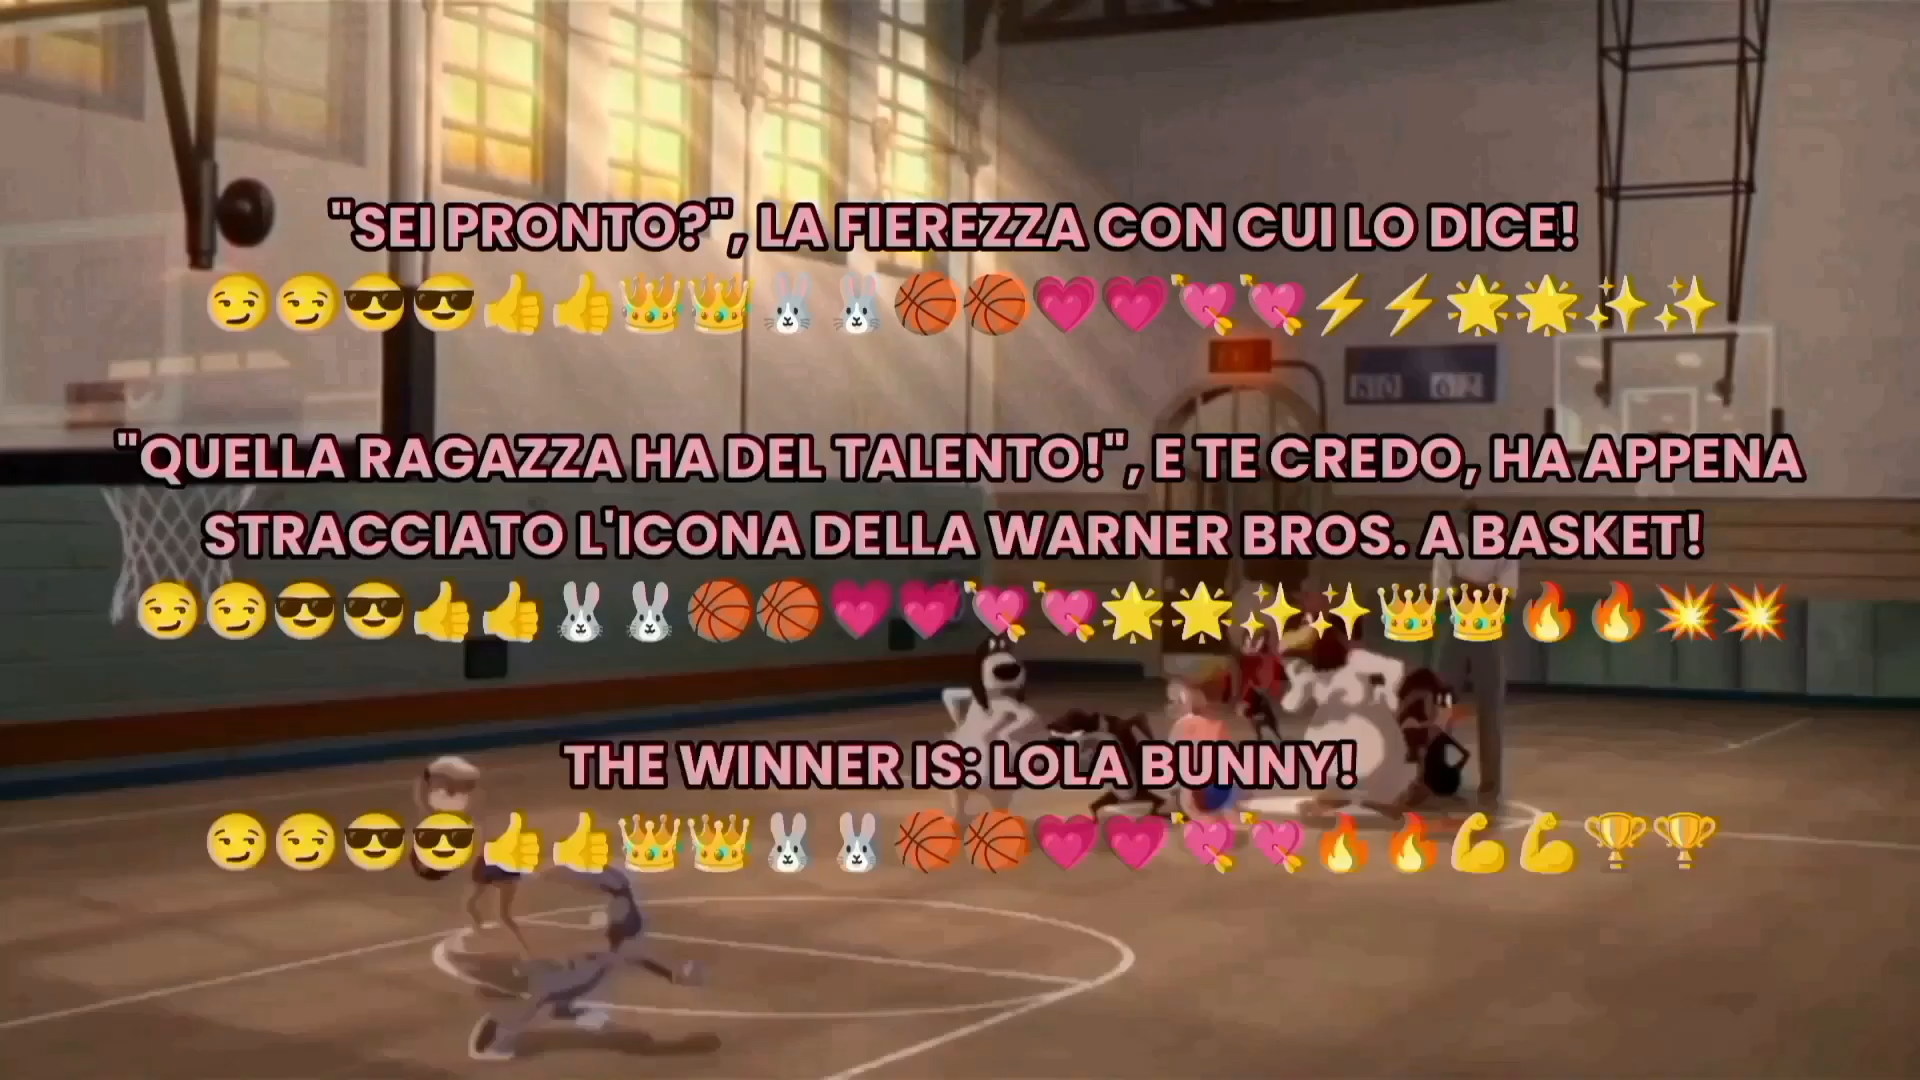 "SEI PRONTO?", LA FIEREZZA CON CUI LO DICE!
😏😏😎😎👍👍👑👑🐰🐰🏀🏀💗💗💘💘⚡⚡🌟🌟✨✨
"QUELLA RAGAZZA HA DEL TALENTO!", E TE CREDO, HA APPENA
STRACCIATO L'ICONA DELLA WARNER BROS. A BASKET!
😏😏😎😎👍👍🐰🐰🏀🏀💗💗💘💘🌟🌟✨✨👑👑🔥🔥💥💥
THE WINNER IS: LOLA BUNNY!
😏😏😎😎👍👍👑👑🐰🐰🏀🏀💗💗💘💘🔥🔥💪💪🏆🏆